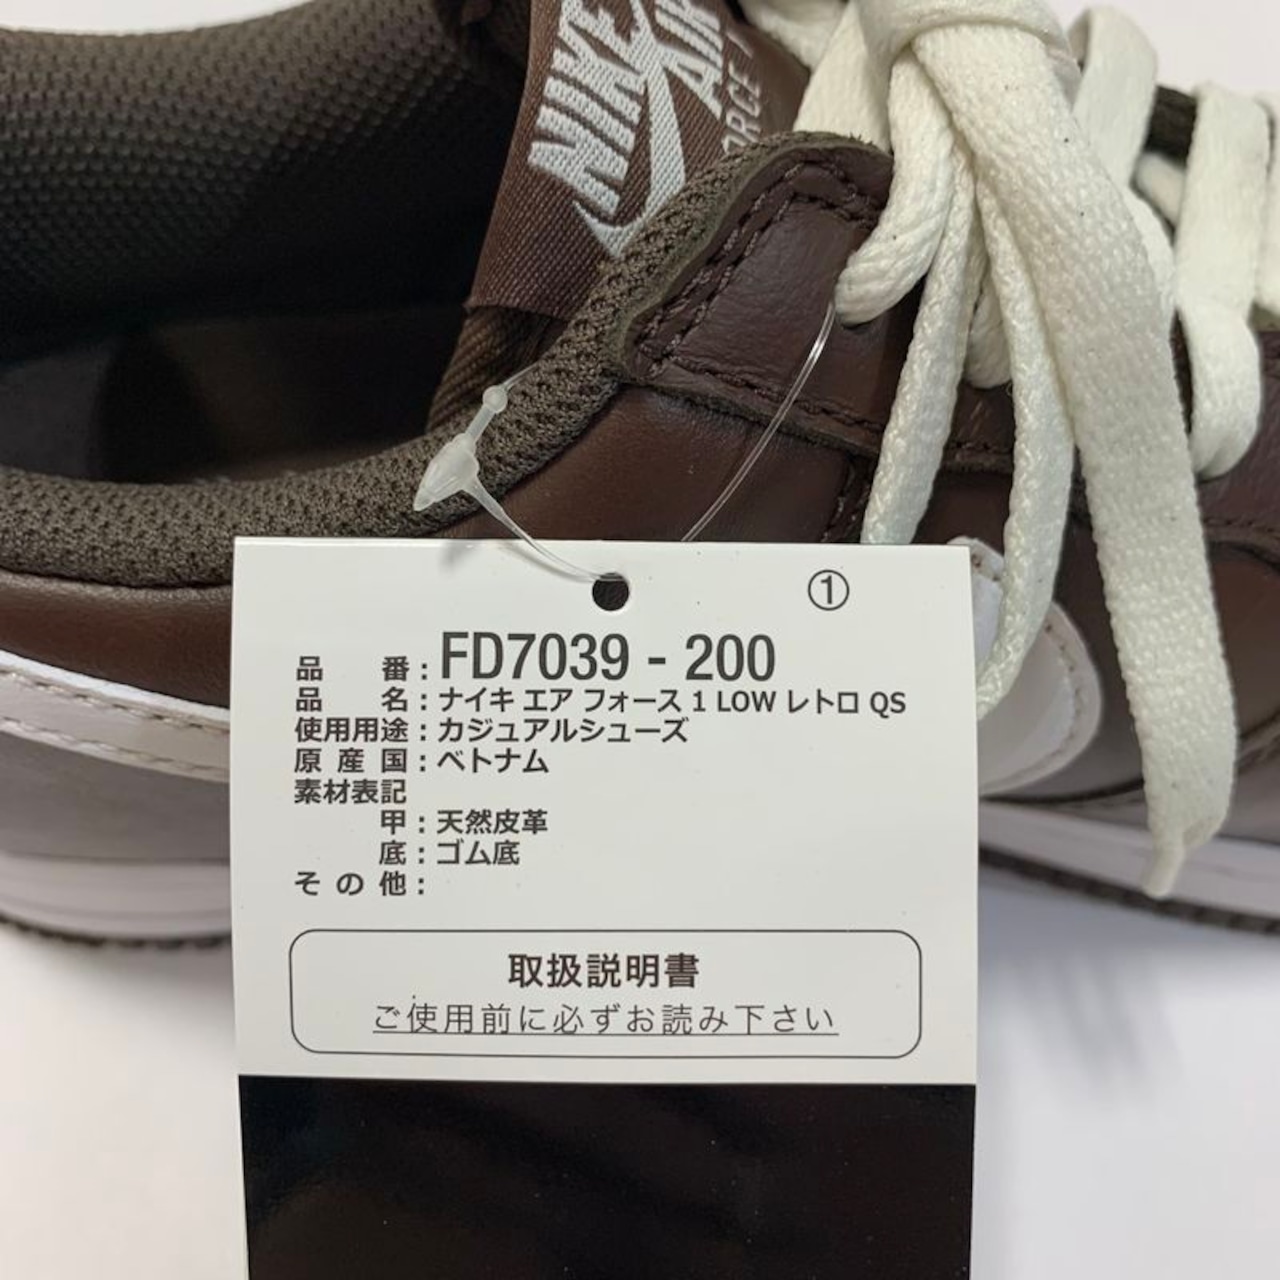 NIKE
AIR
FORCE 1
①
品　番：FD7039 - 200
品　名：ナイキ エア フォース 1 LOW レトロ QS
使用用途：カジュアルシューズ
原 産 国：ベトナム
素材表記
甲：天然皮革
底：ゴム底
そ の 他：
取扱説明書
ご使用前に必ずお読み下さい